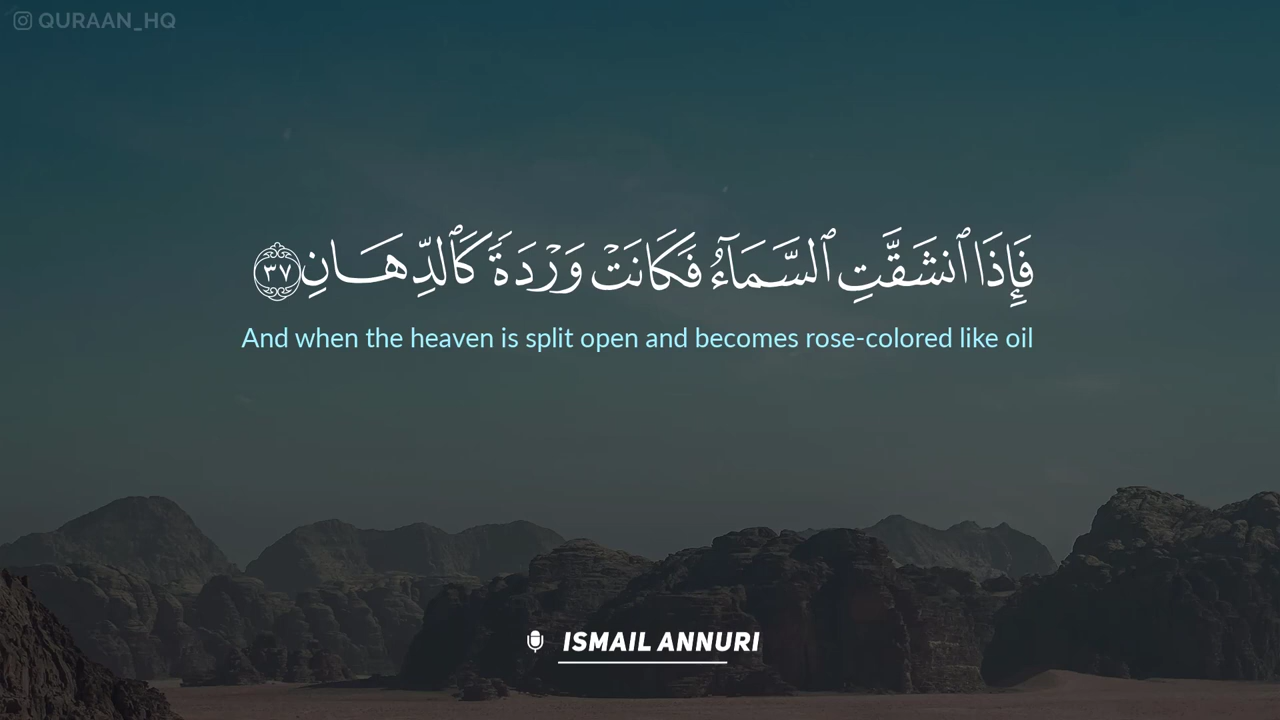 QURAAN_HQ
فَإِذَا ٱنشَقَّتِ ٱلسَّمَآءُ فَكَانَتْ وَرْدَةً كَٱلدِّهَـانِ ٣٧
And when the heaven is split open and becomes rose-colored like oil
ISMAIL ANNURI